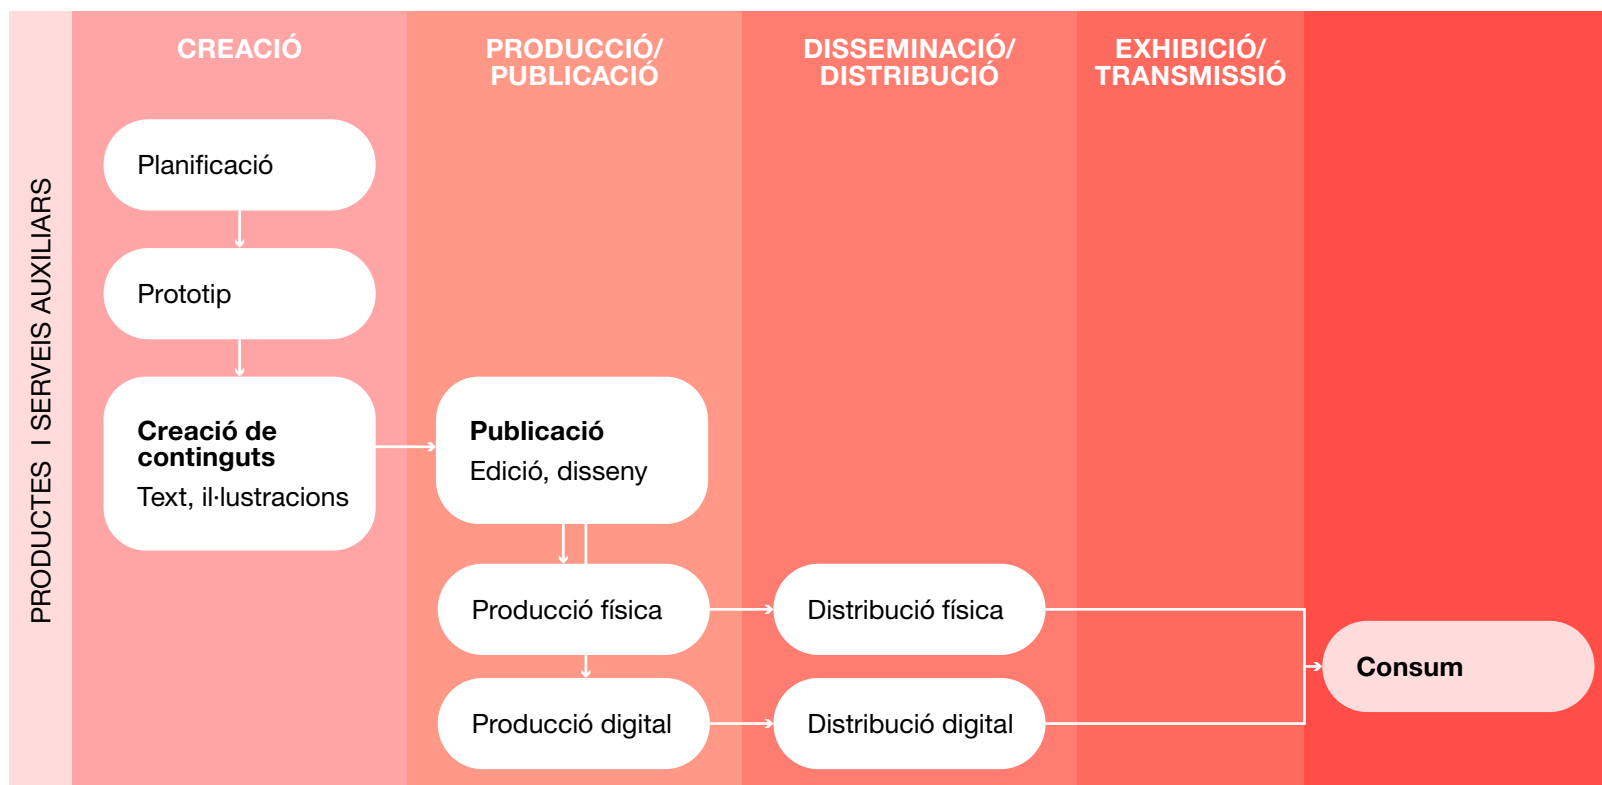 CREACIÓ
PRODUCCIÓ/
PUBLICACIÓ
DISSEMINACIÓ/
DISTRIBUCIÓ
EXHIBICIÓ/
TRANSMISSIÓ
PRODUCTES I SERVEIS AUXILIARS
Planificació
Prototip
Creació de
continguts
Text, il·lustracions
Publicació
Edició, disseny
Producció física
Distribució física
Consum
Producció digital
Distribució digital